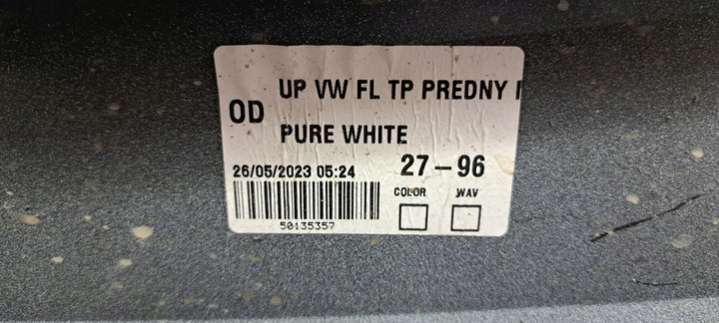 UP VW FL TP PREDNY
OD
PURE WHITE
26/05/2023 05:24
27-96
COLOR WAV
50135357